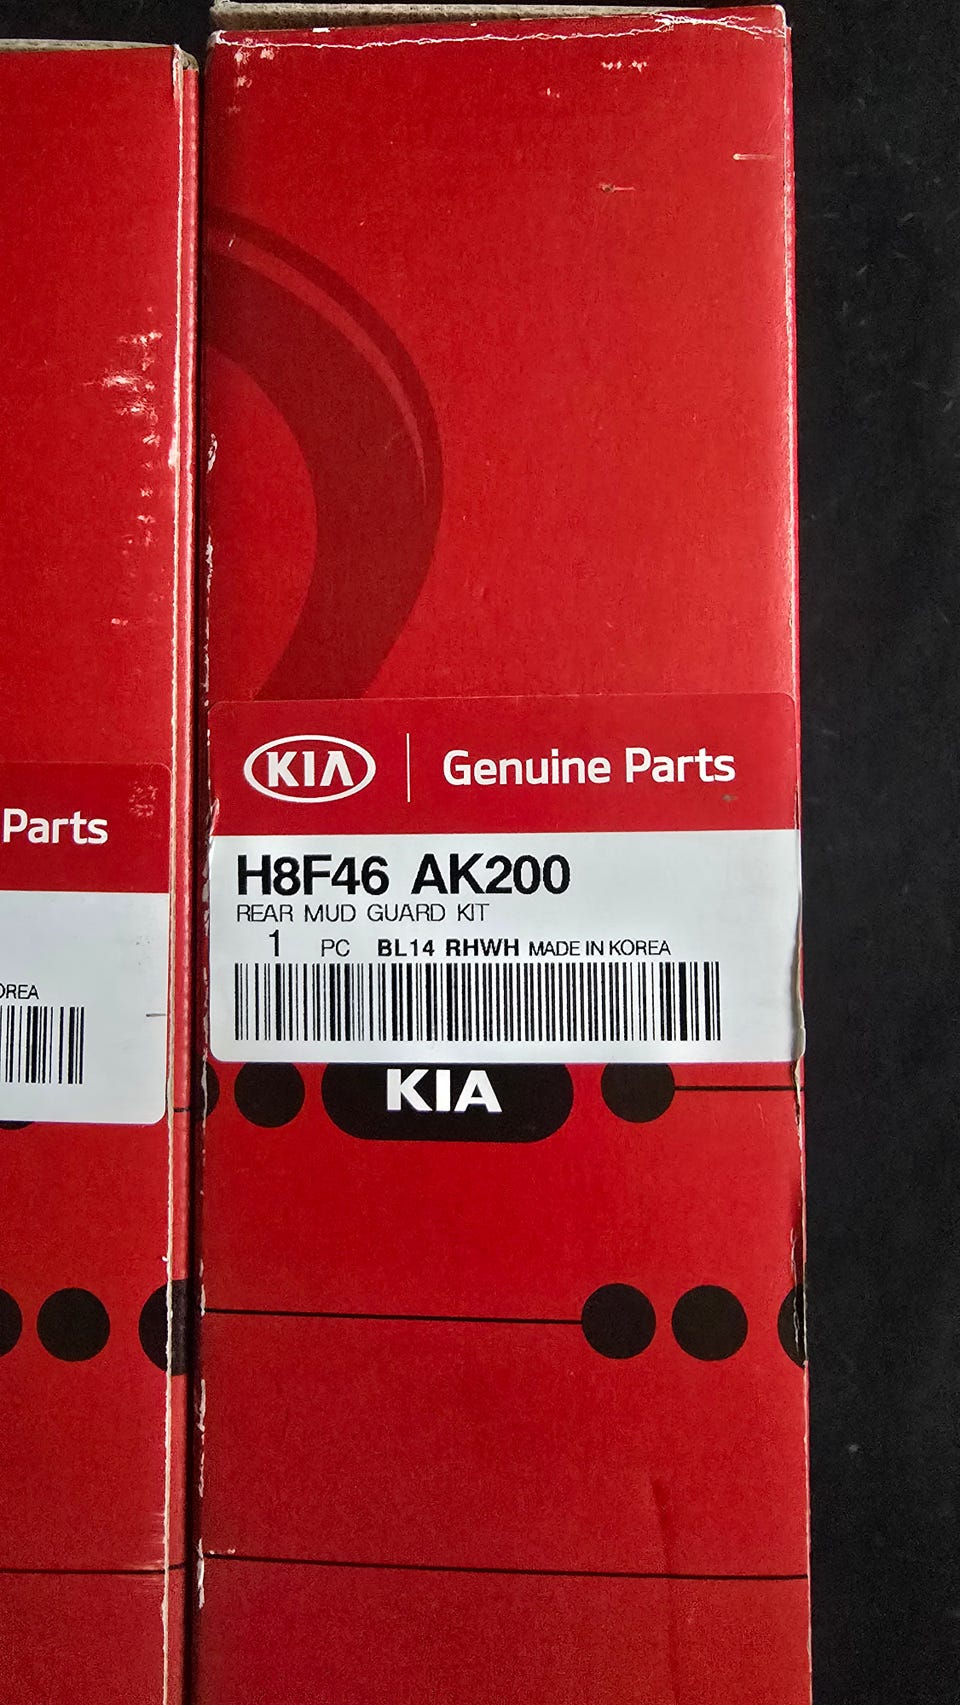 KIA
Genuine Parts
H8F46 AK200
REAR MUD GUARD KIT
1 PC BL14 RHWH MADE IN KOREA
KIA
Parts
OREA